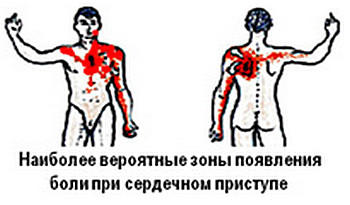 Наиболее вероятные зоны появления
боли при сердечном приступе